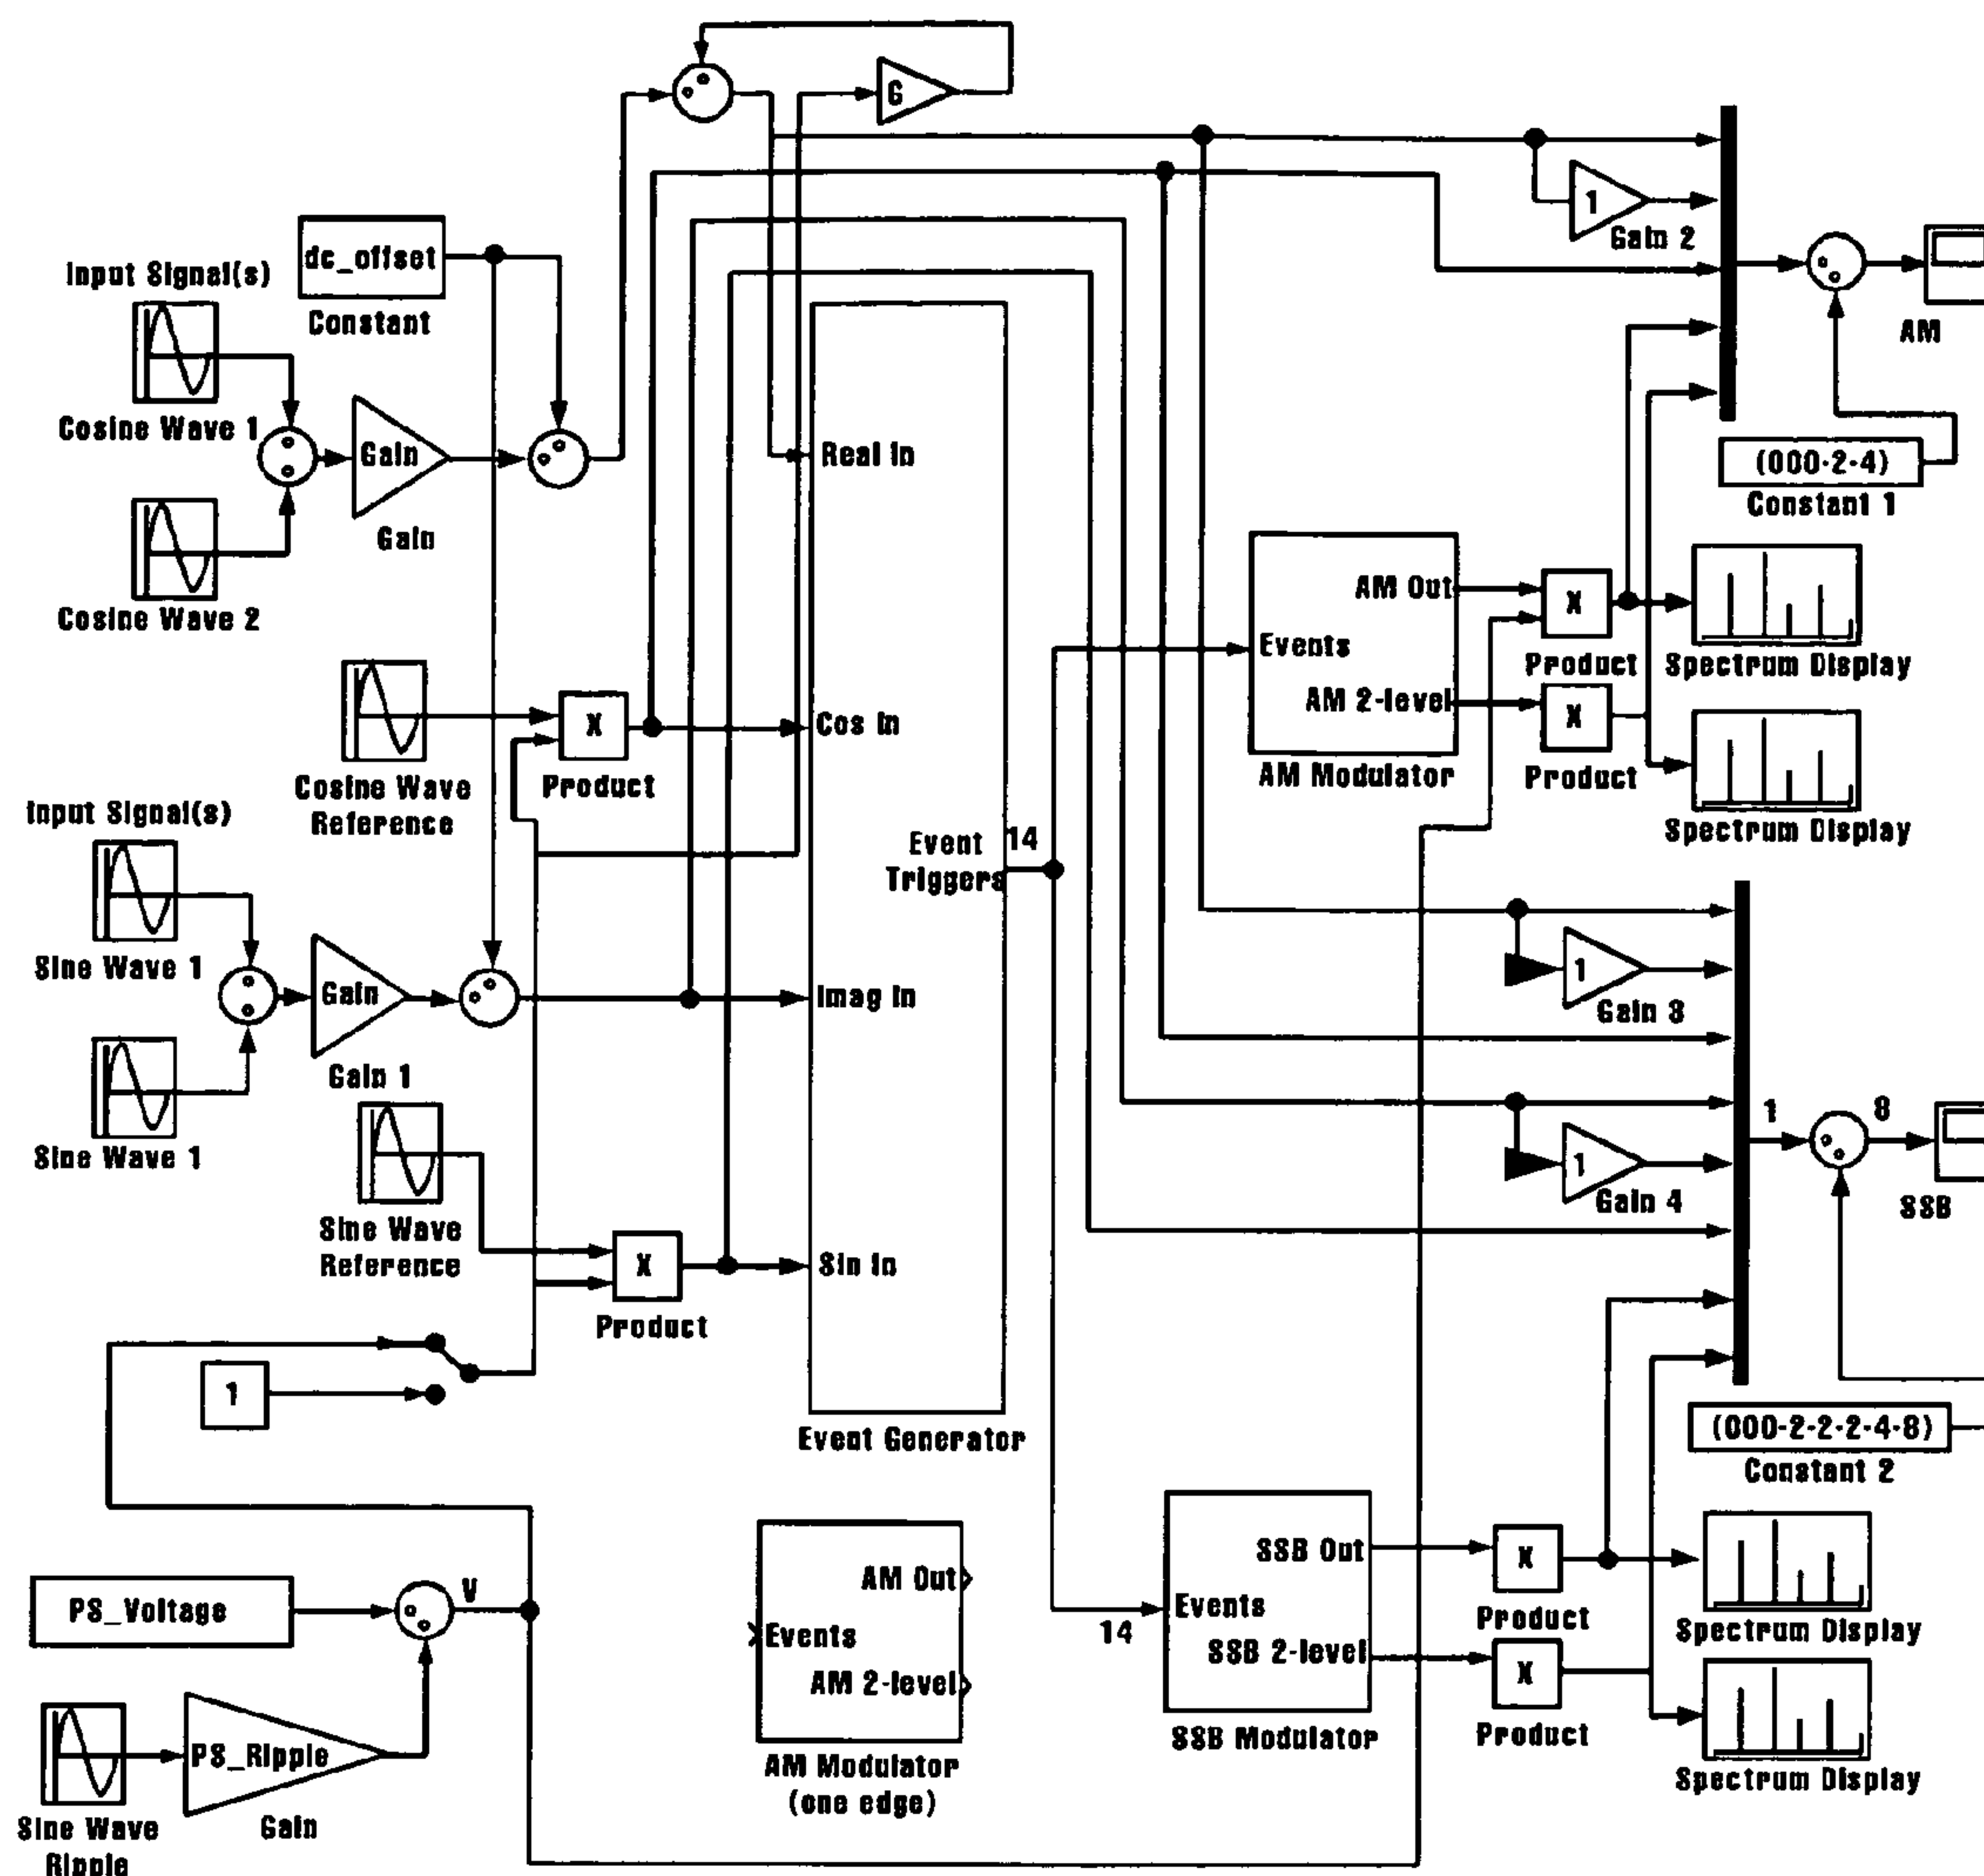 G
1
Gain 2
dc_offset
Constant
Input Signal(s)
Cosine Wave 1
Gain
Gain
Cosine Wave 2
AM
(000-2-4)
Constant 1
Real In
AM Out
Events
AM 2-level
AM Modulator
X
Product
Spectrum Display
X
Product
Spectrum Display
Cosine Wave
Reference
X
Product
Cos In
Input Signal(s)
Sine Wave 1
Gain
Gain 1
Sine Wave 1
Event
Triggers
14
Imag In
1
Gain 3
1
Gain 4
1
8
SSB
Sine Wave
Reference
X
Product
Sin In
1
Event Generator
(000-2-2-2-4-8)
Constant 2
PS_Voltage
V
PS_Ripple
Gain
Sine Wave
Ripple
AM Out
Events
AM 2-level
AM Modulator
(one edge)
14
SSB Out
Events
SSB 2-level
SSB Modulator
X
Product
Spectrum Display
X
Product
Spectrum Display